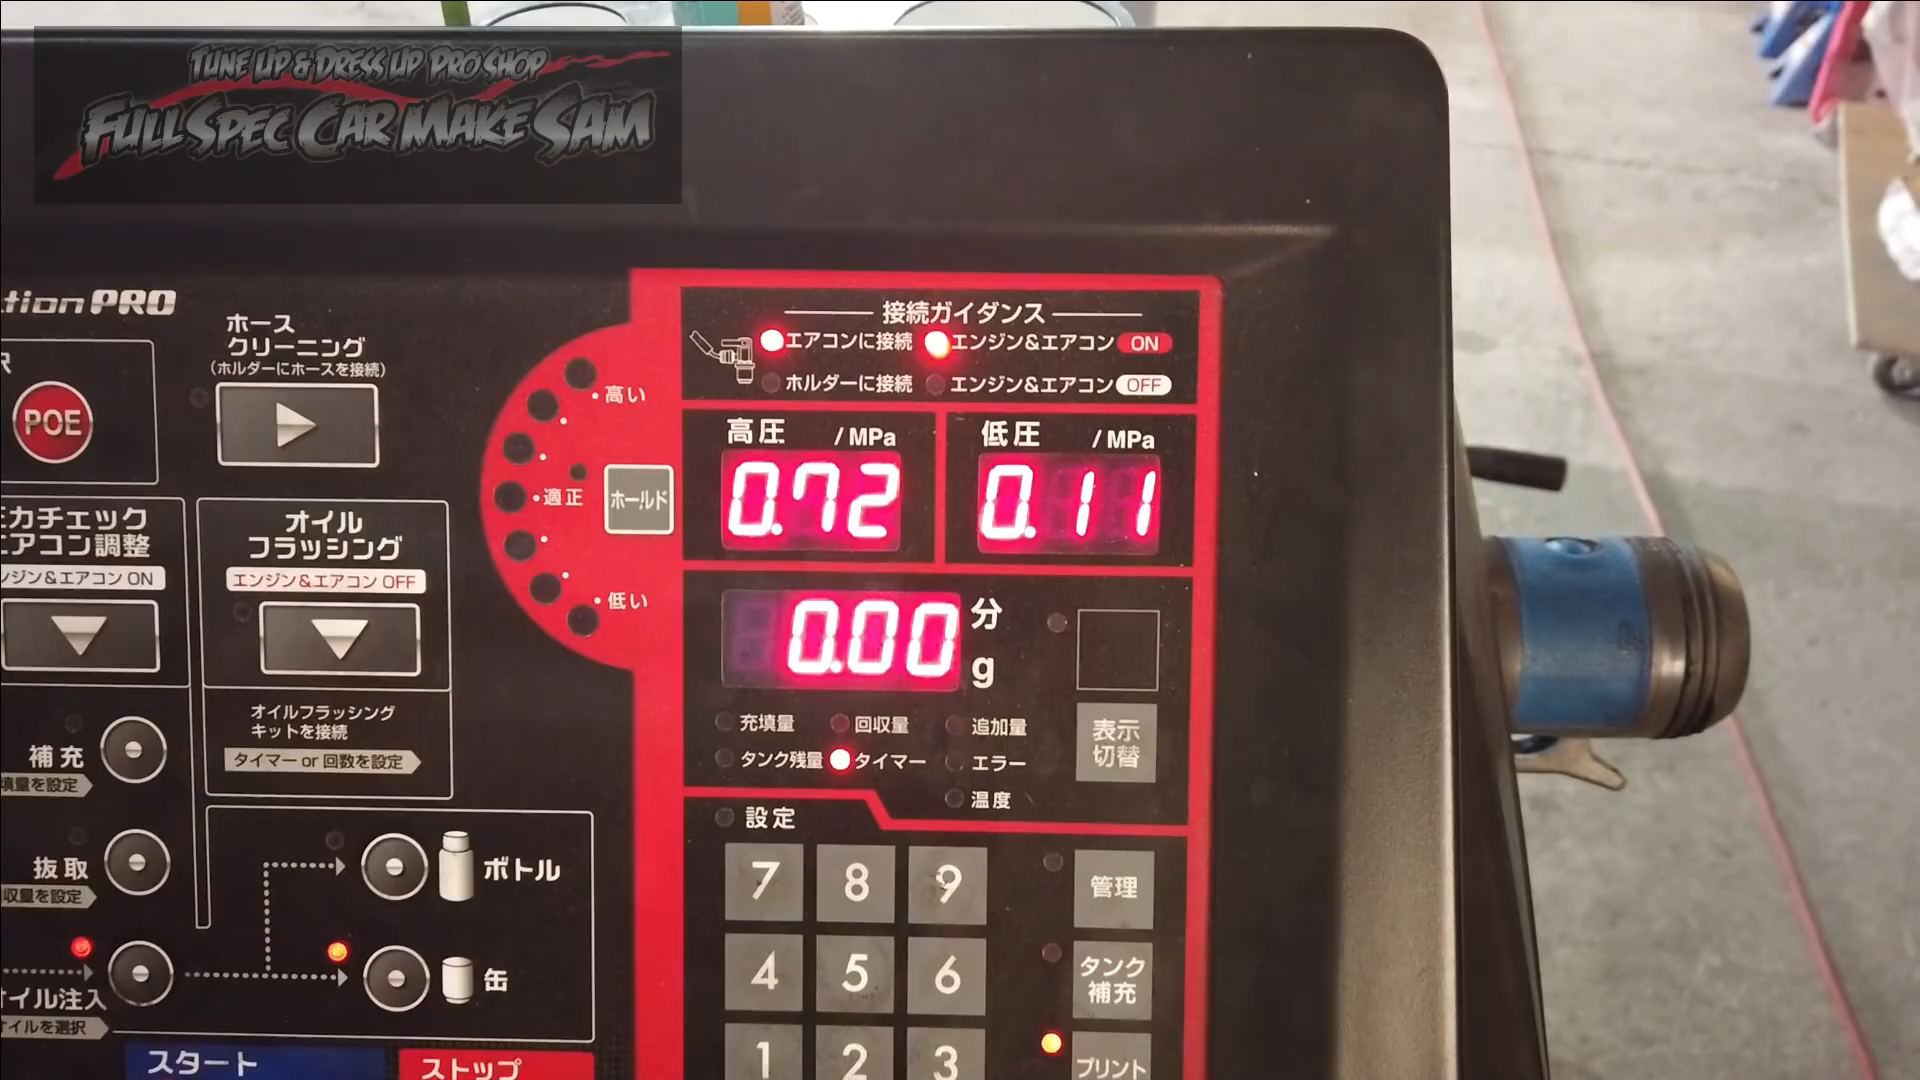 TUNE UP & DRESS UP PRO SHOP
FULL SPEC CAR MAKE SAM
tion PRO
ホース
クリーニング
(ホルダーにホースを接続)
POE
接続ガイダンス
エアコンに接続
エンジン&エアコン ON
ホルダーに接続
エンジン&エアコン OFF
高い
適正
低い
ホールド
高圧 /MPa
低圧 /MPa
0.72
0.11
力チェック
エアコン調整
ンジン&エアコン ON
オイル
フラッシング
エンジン&エアコン OFF
オイルフラッシング
キットを接続
タイマー or 回数を設定
0.00
分
g
充填量
回収量
追加量
タンク残量
タイマー
エラー
温度
表示
切替
設定
補充
填量を設定
抜取
収量を設定
オイル注入
オイルを選択
ボトル
缶
7 8 9
管理
4 5 6
タンク
補充
1 2 3
プリント
スタート
ストップ